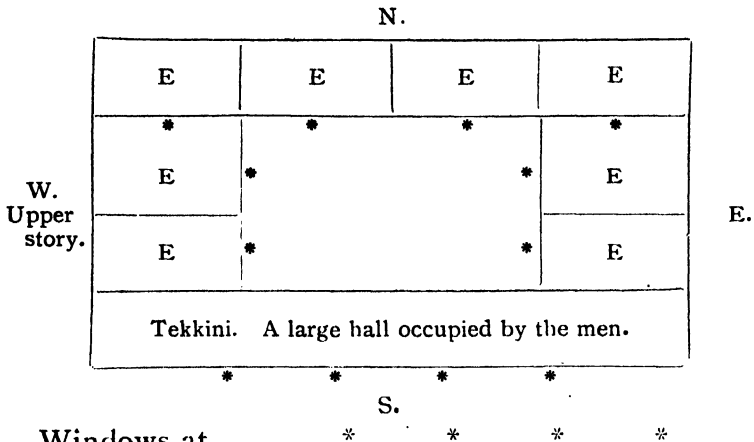 N.
E E E E
* * * *
E * * E
W.
Upper
story.
E.
E * * E
Tekkini. A large hall occupied by the men.
* * * *
S.
Windows at * * * *